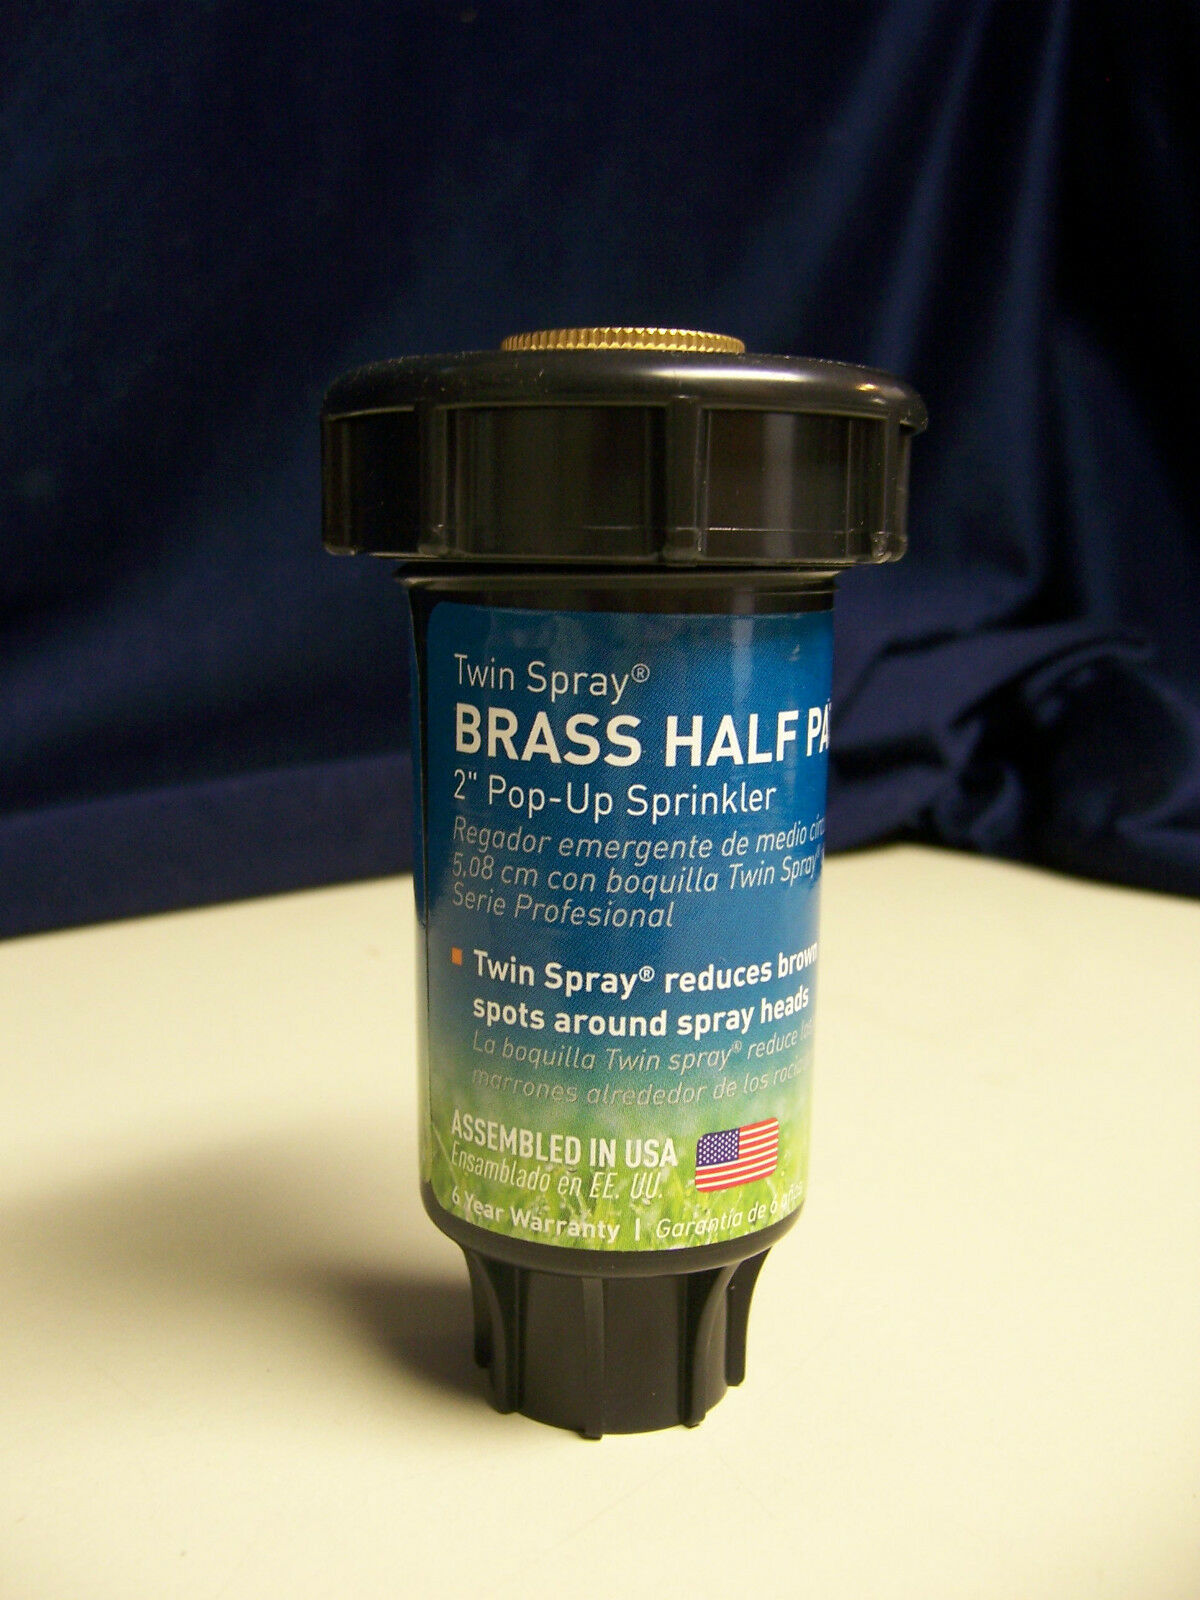 Twin Spray®
BRASS HALF PA
2" Pop-Up Sprinkler
Regador emergente de medio
5,08 cm con boquilla Twin Spray®
Serie Profesional
Twin Spray® reduces brown
spots around spray heads
La boquilla Twin spray® reduce
marrones alrededor de los
ASSEMBLED IN USA
Ensamblado en EE. UU.
6 Year Warranty | Garantía de 6 años